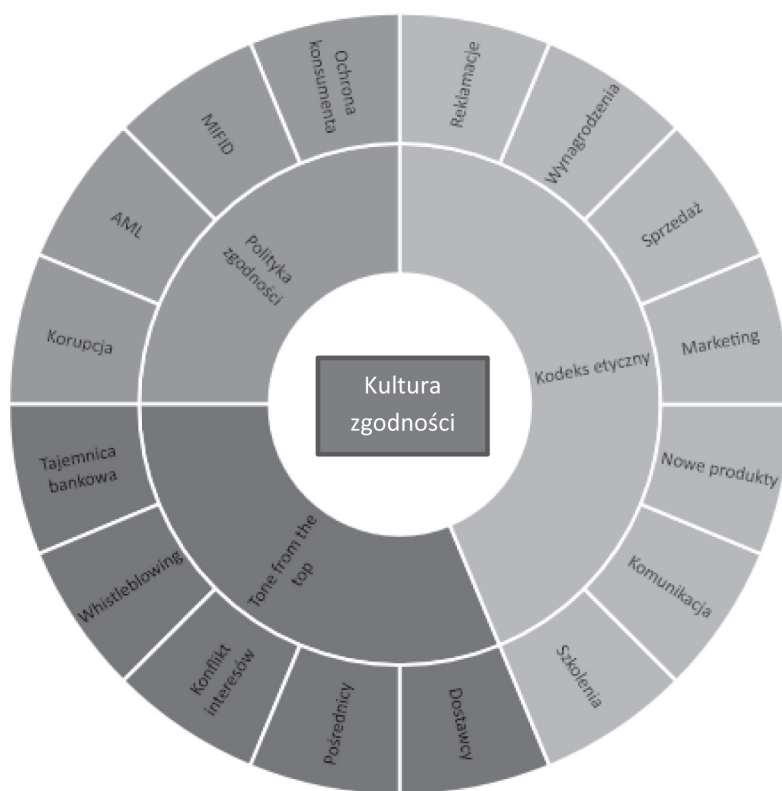 Kultura
zgodności
Kodeks etyczny
Tone from the
top
Polityka
zgodności
Reklamacje
Wynagrodzenia
Sprzedaż
Marketing
Nowe produkty
Komunikacja
Szkolenia
Dostawcy
Pośrednicy
Konflikt
interesów
Whistleblowing
Tajemnica
bankowa
Korupcja
AML
MIFID
Ochrona
konsumenta